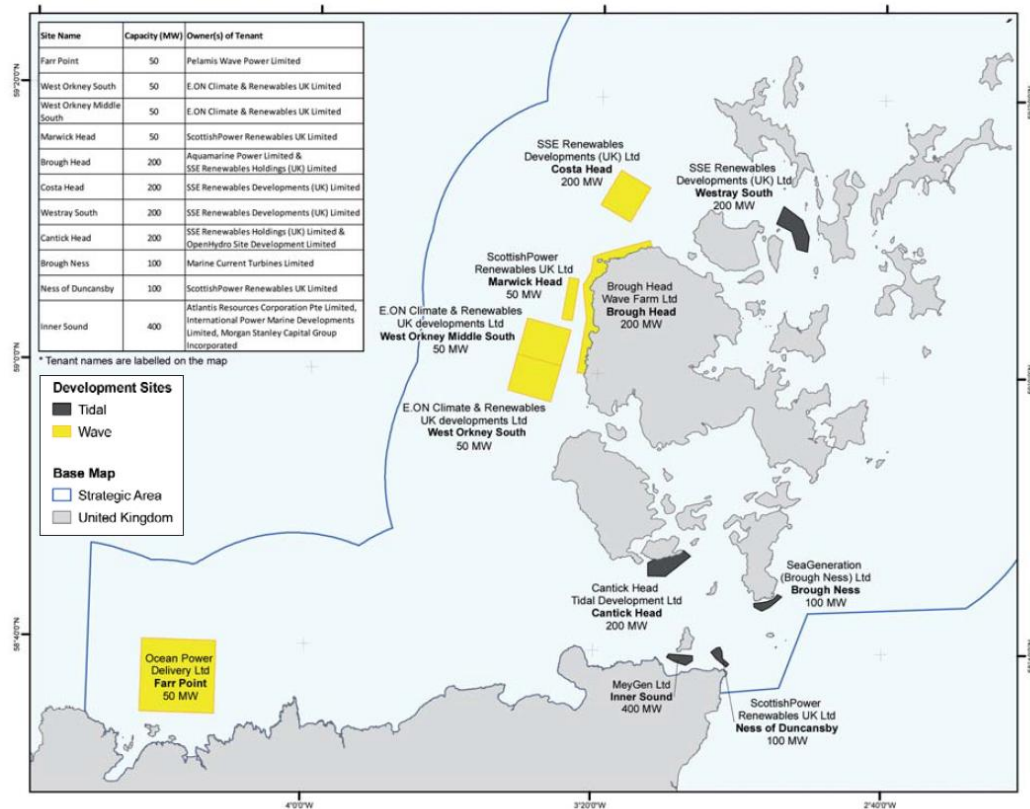 Site Name Capacity (MW) Owner(s) of Tenant
Farr Point 50 Pelamis Wave Power Limited
West Orkney South 50 E.ON Climate & Renewables UK Limited
West Orkney Middle
South 50 E.ON Climate & Renewables UK Limited
Marwick Head 50 ScottishPower Renewables UK Limited
Brough Head 200 Aquamarine Power Limited &
SSE Renewables Holdings (UK) Limited
Costa Head 200 SSE Renewables Developments (UK) Limited
Westray South 200 SSE Renewables Developments (UK) Limited
Cantick Head 200 SSE Renewables Holdings (UK) Limited &
OpenHydro Site Development Limited
Brough Ness 100 Marine Current Turbines Limited
Ness of Duncansby 100 ScottishPower Renewables UK Limited
Inner Sound 400 Atlantis Resources Corporation Pte Limited,
International Power Marine Developments
Limited, Morgan Stanley Capital Group
Incorporated
* Tenant names are labelled on the map
Development Sites
Tidal
Wave
Base Map
Strategic Area
United Kingdom
SSE Renewables
Developments (UK) Ltd
Costa Head
200 MW
SSE Renewables
Developments (UK) Ltd
Westray South
200 MW
ScottishPower
Renewables UK Ltd
Marwick Head
50 MW
Brough Head
Wave Farm Ltd
Brough Head
200 MW
E.ON Climate & Renewables
UK developments Ltd
West Orkney Middle South
50 MW
E.ON Climate & Renewables
UK developments Ltd
West Orkney South
50 MW
Cantick Head
Tidal Development Ltd
Cantick Head
200 MW
SeaGeneration
(Brough Ness) Ltd
Brough Ness
100 MW
Ocean Power
Delivery Ltd
Farr Point
50 MW
MeyGen Ltd
Inner Sound
400 MW
ScottishPower
Renewables UK Ltd
Ness of Duncansby
100 MW
59°20'0"N
59°0'0"N
58°40'0"N
4°0'0"W
3°20'0"W
2°40'0"W